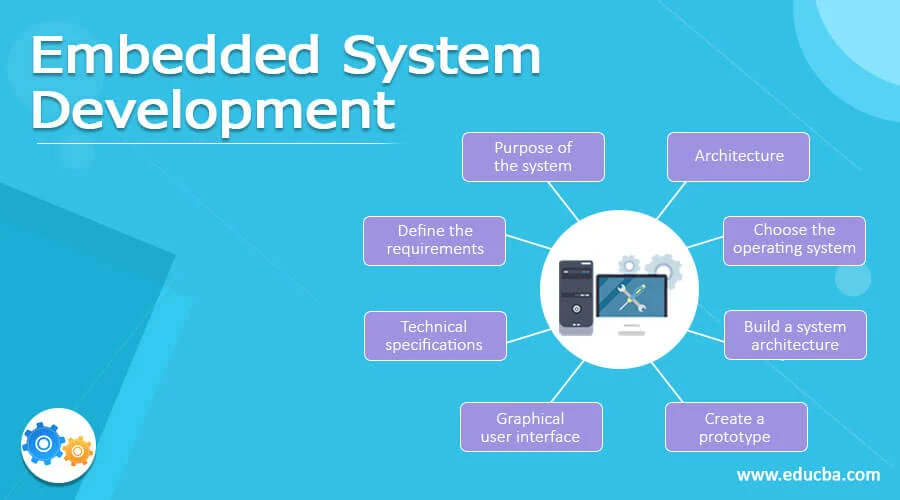 Embedded System
Development
Purpose of
the system
Architecture
Define the
requirements
Choose the
operating system
Technical
specifications
Build a system
architecture
Graphical
user interface
Create a
prototype
www.educba.com